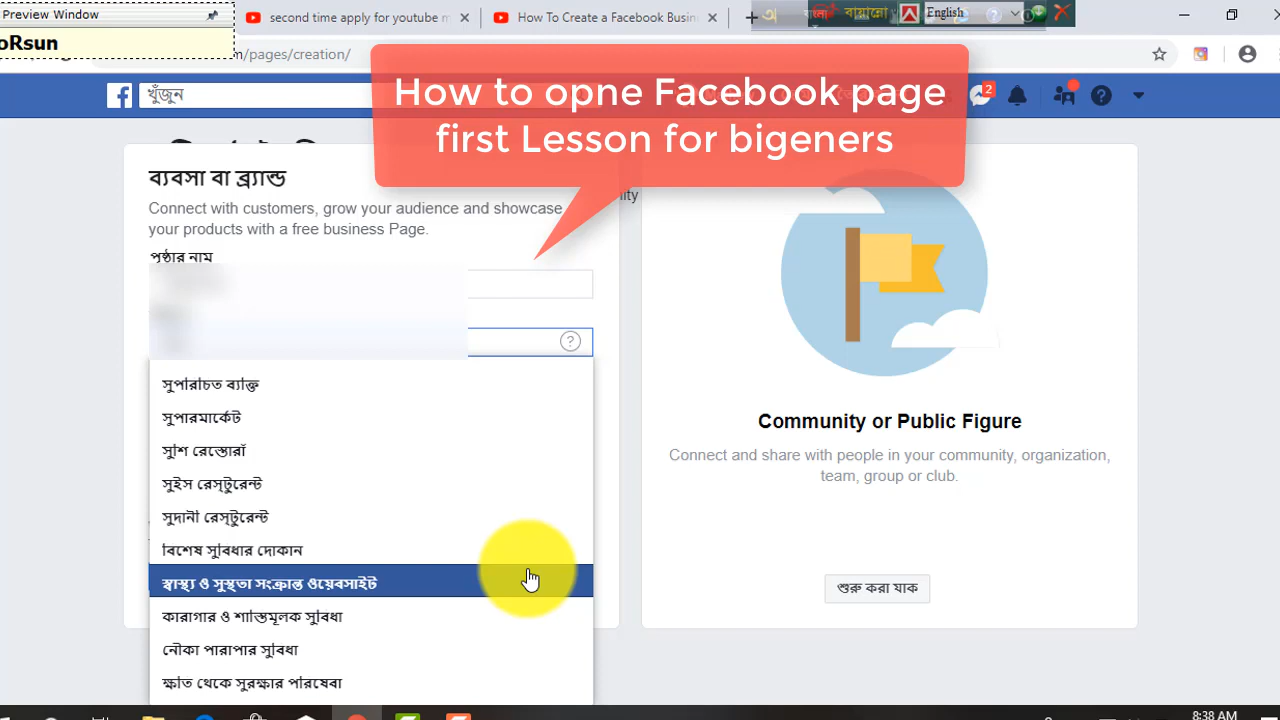 Preview Window
oRsun
second time apply for youtube m
How To Create a Facebook Busin
বাংলা
বায়ান্নো
English
m/pages/creation/
খুঁজুন
2
How to opne Facebook page
first Lesson for bigeners
ব্যবসা বা ব্র্যান্ড
Connect with customers, grow your audience and showcase
your products with a free business Page.
পৃষ্ঠার নাম
সুপরিচিত ব্যক্তি
সুপারমার্কেট
সুশি রেস্তোরাঁ
সুইস রেস্টুরেন্ট
সুদানী রেস্টুরেন্ট
বিশেষ সুবিধার দোকান
স্বাস্থ্য ও সুস্থতা সংক্রান্ত ওয়েবসাইট
কারাগার ও শাস্তিমূলক সুবিধা
নৌকা পারাপার সুবিধা
ক্ষতি থেকে সুরক্ষার পরিষেবা
Community or Public Figure
Connect and share with people in your community, organization,
team, group or club.
শুরু করা যাক
8:38 AM